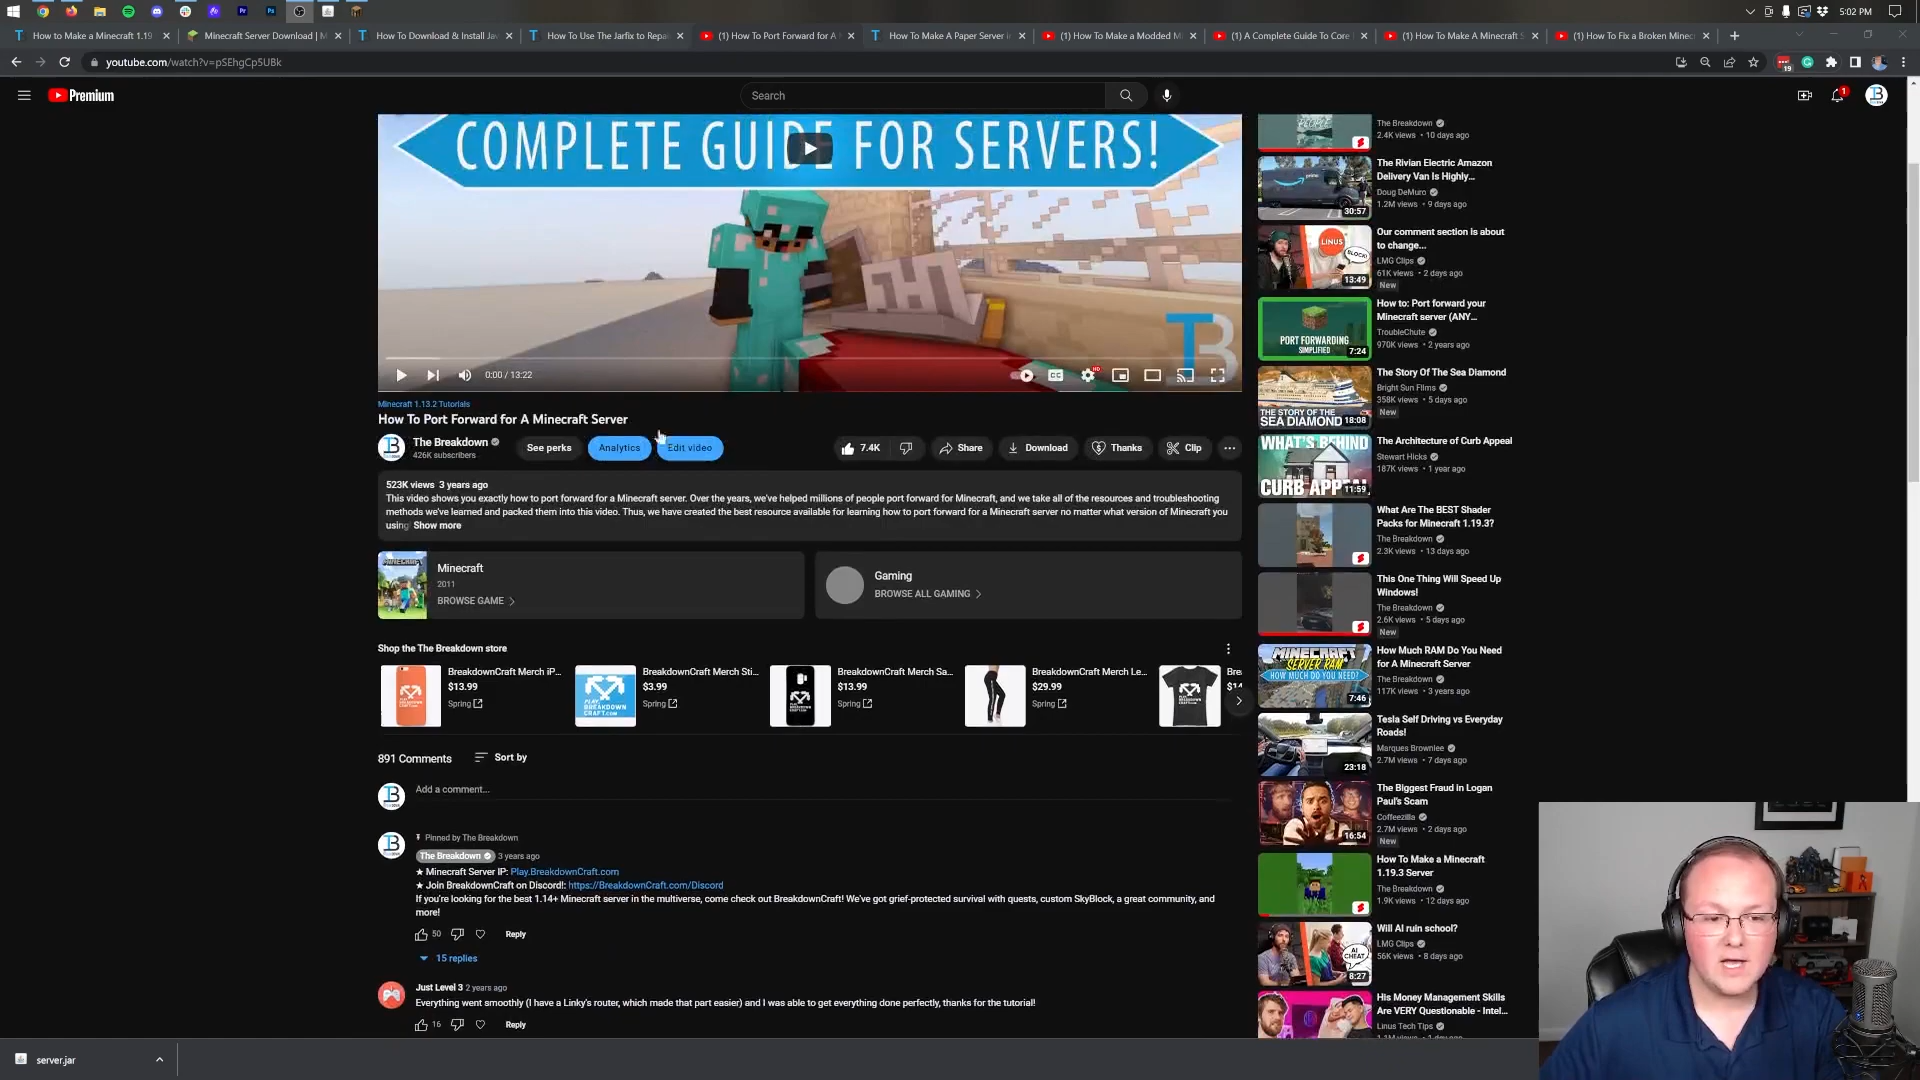 5:02 PM
How to Make a Minecraft 1.19
Minecraft Server Download | M
How To Download & Install Jav
How To Use The Jarfix to Repai
(1) How To Port Forward for A M
How To Make A Paper Server i
(1) How To Make a Modded M
(1) A Complete Guide To Core
(1) How To Make A Minecraft S
(1) How To Fix a Broken Minec
youtube.com/watch?v=pSEhgCp5UBk
19
Premium
Search
1
COMPLETE GUIDE FOR SERVERS!
TB
0:00 / 13:22
CC
HD
Minecraft 1.13.2 Tutorials
How To Port Forward for A Minecraft Server
The Breakdown
426K subscribers
See perks
Analytics
Edit video
7.4K
Share
Download
Thanks
Clip
523K views 3 years ago
This video shows you exactly how to port forward for a Minecraft server. Over the years, we've helped millions of people port forward for Minecraft, and we take all of the resources and troubleshooting
methods we've learned and packed them into this video. Thus, we have created the best resource available for learning how to port forward for a Minecraft server no matter what version of Minecraft you
using Show more
MINECRAFT
Minecraft
2011
BROWSE GAME
Gaming
BROWSE ALL GAMING
Shop the The Breakdown store
BreakdownCraft Merch iP...
$13.99
Spring
PLAY.
BREAKDOWN
CRAFT.com
BreakdownCraft Merch Sti...
$3.99
Spring
BreakdownCraft Merch Sa...
$13.99
Spring
BreakdownCraft Merch Le...
$29.99
Spring
Bre
$14
891 Comments
Sort by
Add a comment...
Pinned by The Breakdown
The Breakdown 3 years ago
★ Minecraft Server IP: Play.BreakdownCraft.com
★ Join BreakdownCraft on Discord!: https://BreakdownCraft.com/Discord
If you're looking for the best 1.14+ Minecraft server in the multiverse, come check out BreakdownCraft! We've got grief-protected survival with quests, custom SkyBlock, a great community, and
more!
50
Reply
15 replies
Just Level 3 2 years ago
Everything went smoothly (I have a Linky's router, which made that part easier) and I was able to get everything done perfectly, thanks for the tutorial!
16
Reply
PEOPLE
The Breakdown
2.4K views • 10 days ago
prime
30:57
The Rivian Electric Amazon
Delivery Van Is Highly...
Doug DeMuro
1.2M views • 9 days ago
LINUS
BLOCK!
13:49
Our comment section is about
to change...
LMG Clips
61K views • 2 days ago
New
PORT FORWARDING
SIMPLIFIED
7:24
How to: Port forward your
Minecraft server (ANY...
TroubleChute
970K views • 2 years ago
THE STORY OF THE
SEA DIAMOND
18:08
The Story Of The Sea Diamond
Bright Sun Films
358K views • 5 days ago
New
WHAT'S BEHIND
CURB APPEAL
11:59
The Architecture of Curb Appeal
Stewart Hicks
187K views • 1 year ago
What Are The BEST Shader
Packs for Minecraft 1.19.3?
The Breakdown
2.3K views • 13 days ago
This One Thing Will Speed Up
Windows!
The Breakdown
2.6K views • 5 days ago
New
MINECRAFT
SERVER RAM
HOW MUCH DO YOU NEED?
7:46
How Much RAM Do You Need
for A Minecraft Server
The Breakdown
117K views • 3 years ago
23:18
Tesla Self Driving vs Everyday
Roads!
Marques Brownlee
2.7M views • 7 days ago
16:54
The Biggest Fraud in Logan
Paul's Scam
Coffeezilla
2.7M views • 2 days ago
New
How To Make a Minecraft
1.19.3 Server
The Breakdown
1.9K views • 12 days ago
AI
CHEAT
8:27
Will AI ruin school?
LMG Clips
56K views • 8 days ago
His Money Management Skills
Are VERY Questionable - Intel...
Linus Tech Tips
server.jar